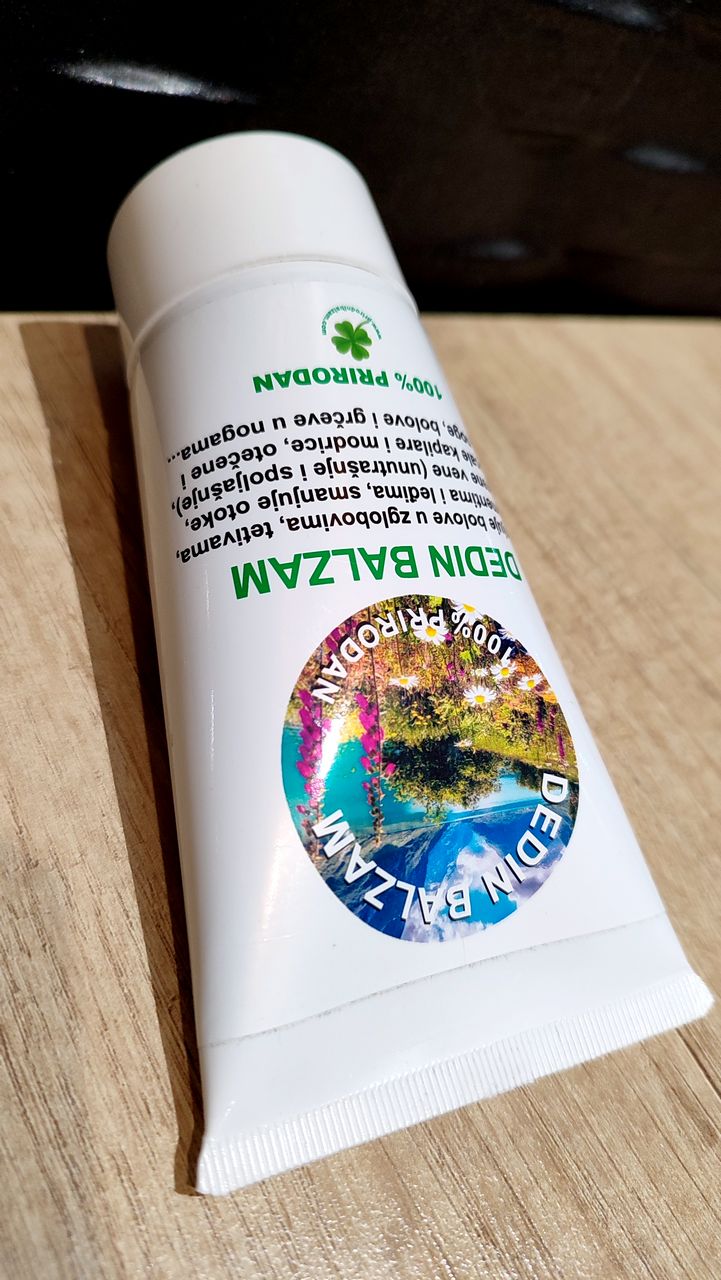 DEDIN BALZAM
100% PRIRODAN
DEDIN BALZAM
bolove u zglobovima, tetivama,
i leđima, smanjuje otoke,
vene (unutrašnje i spoljašnje),
kapilare i modrice, otečene i
bolove i grčeve u nogama...
100% PRIRODAN